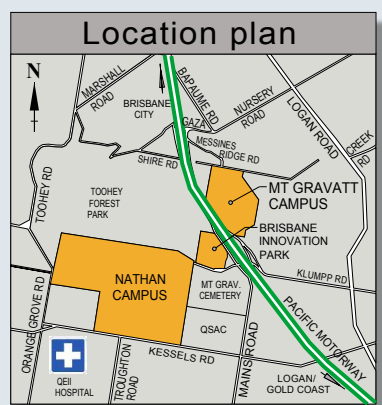 Location plan
N
MARSHALL
ROAD
BRISBANE
CITY
BAPAUME RD
GAZA
NURSERY
ROAD
LOGAN ROAD
CREEK
RD
MESSINES
RIDGE RD
SHIRE RD
TOOHEY RD
TOOHEY
FOREST
PARK
MT GRAVATT
CAMPUS
BRISBANE
INNOVATION
PARK
KLUMPP RD
NATHAN
CAMPUS
MT GRAV.
CEMETERY
PACIFIC MOTORWAY
ORANGE GROVE RD
QSAC
KESSELS RD
MAINS ROAD
QEII
HOSPITAL
TROUGHTON
ROAD
LOGAN/
GOLD COAST